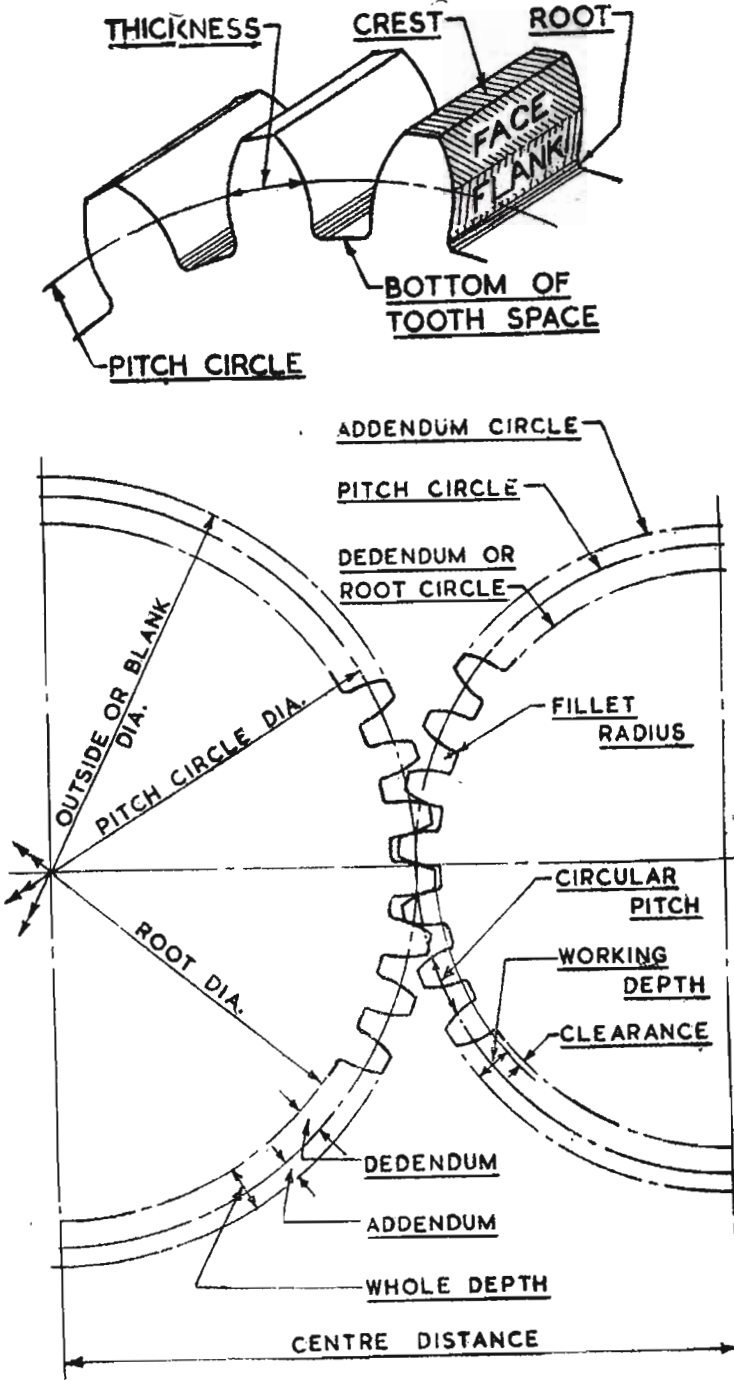 THICKNESS
CREST
ROOT
FACE
FLANK
BOTTOM OF
TOOTH SPACE
PITCH CIRCLE
ADDENDUM CIRCLE
PITCH CIRCLE
DEDENDUM OR
ROOT CIRCLE
OUTSIDE OR BLANK
DIA.
PITCH CIRCLE DIA.
FILLET
RADIUS
CIRCULAR
PITCH
ROOT DIA.
WORKING
DEPTH
CLEARANCE
DEDENDUM
ADDENDUM
WHOLE DEPTH
CENTRE DISTANCE